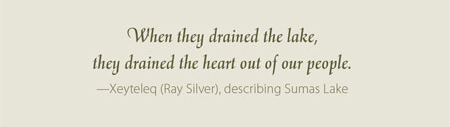 When they drained the lake,
they drained the heart out of our people.
—Xeyteleq (Ray Silver), describing Sumas Lake